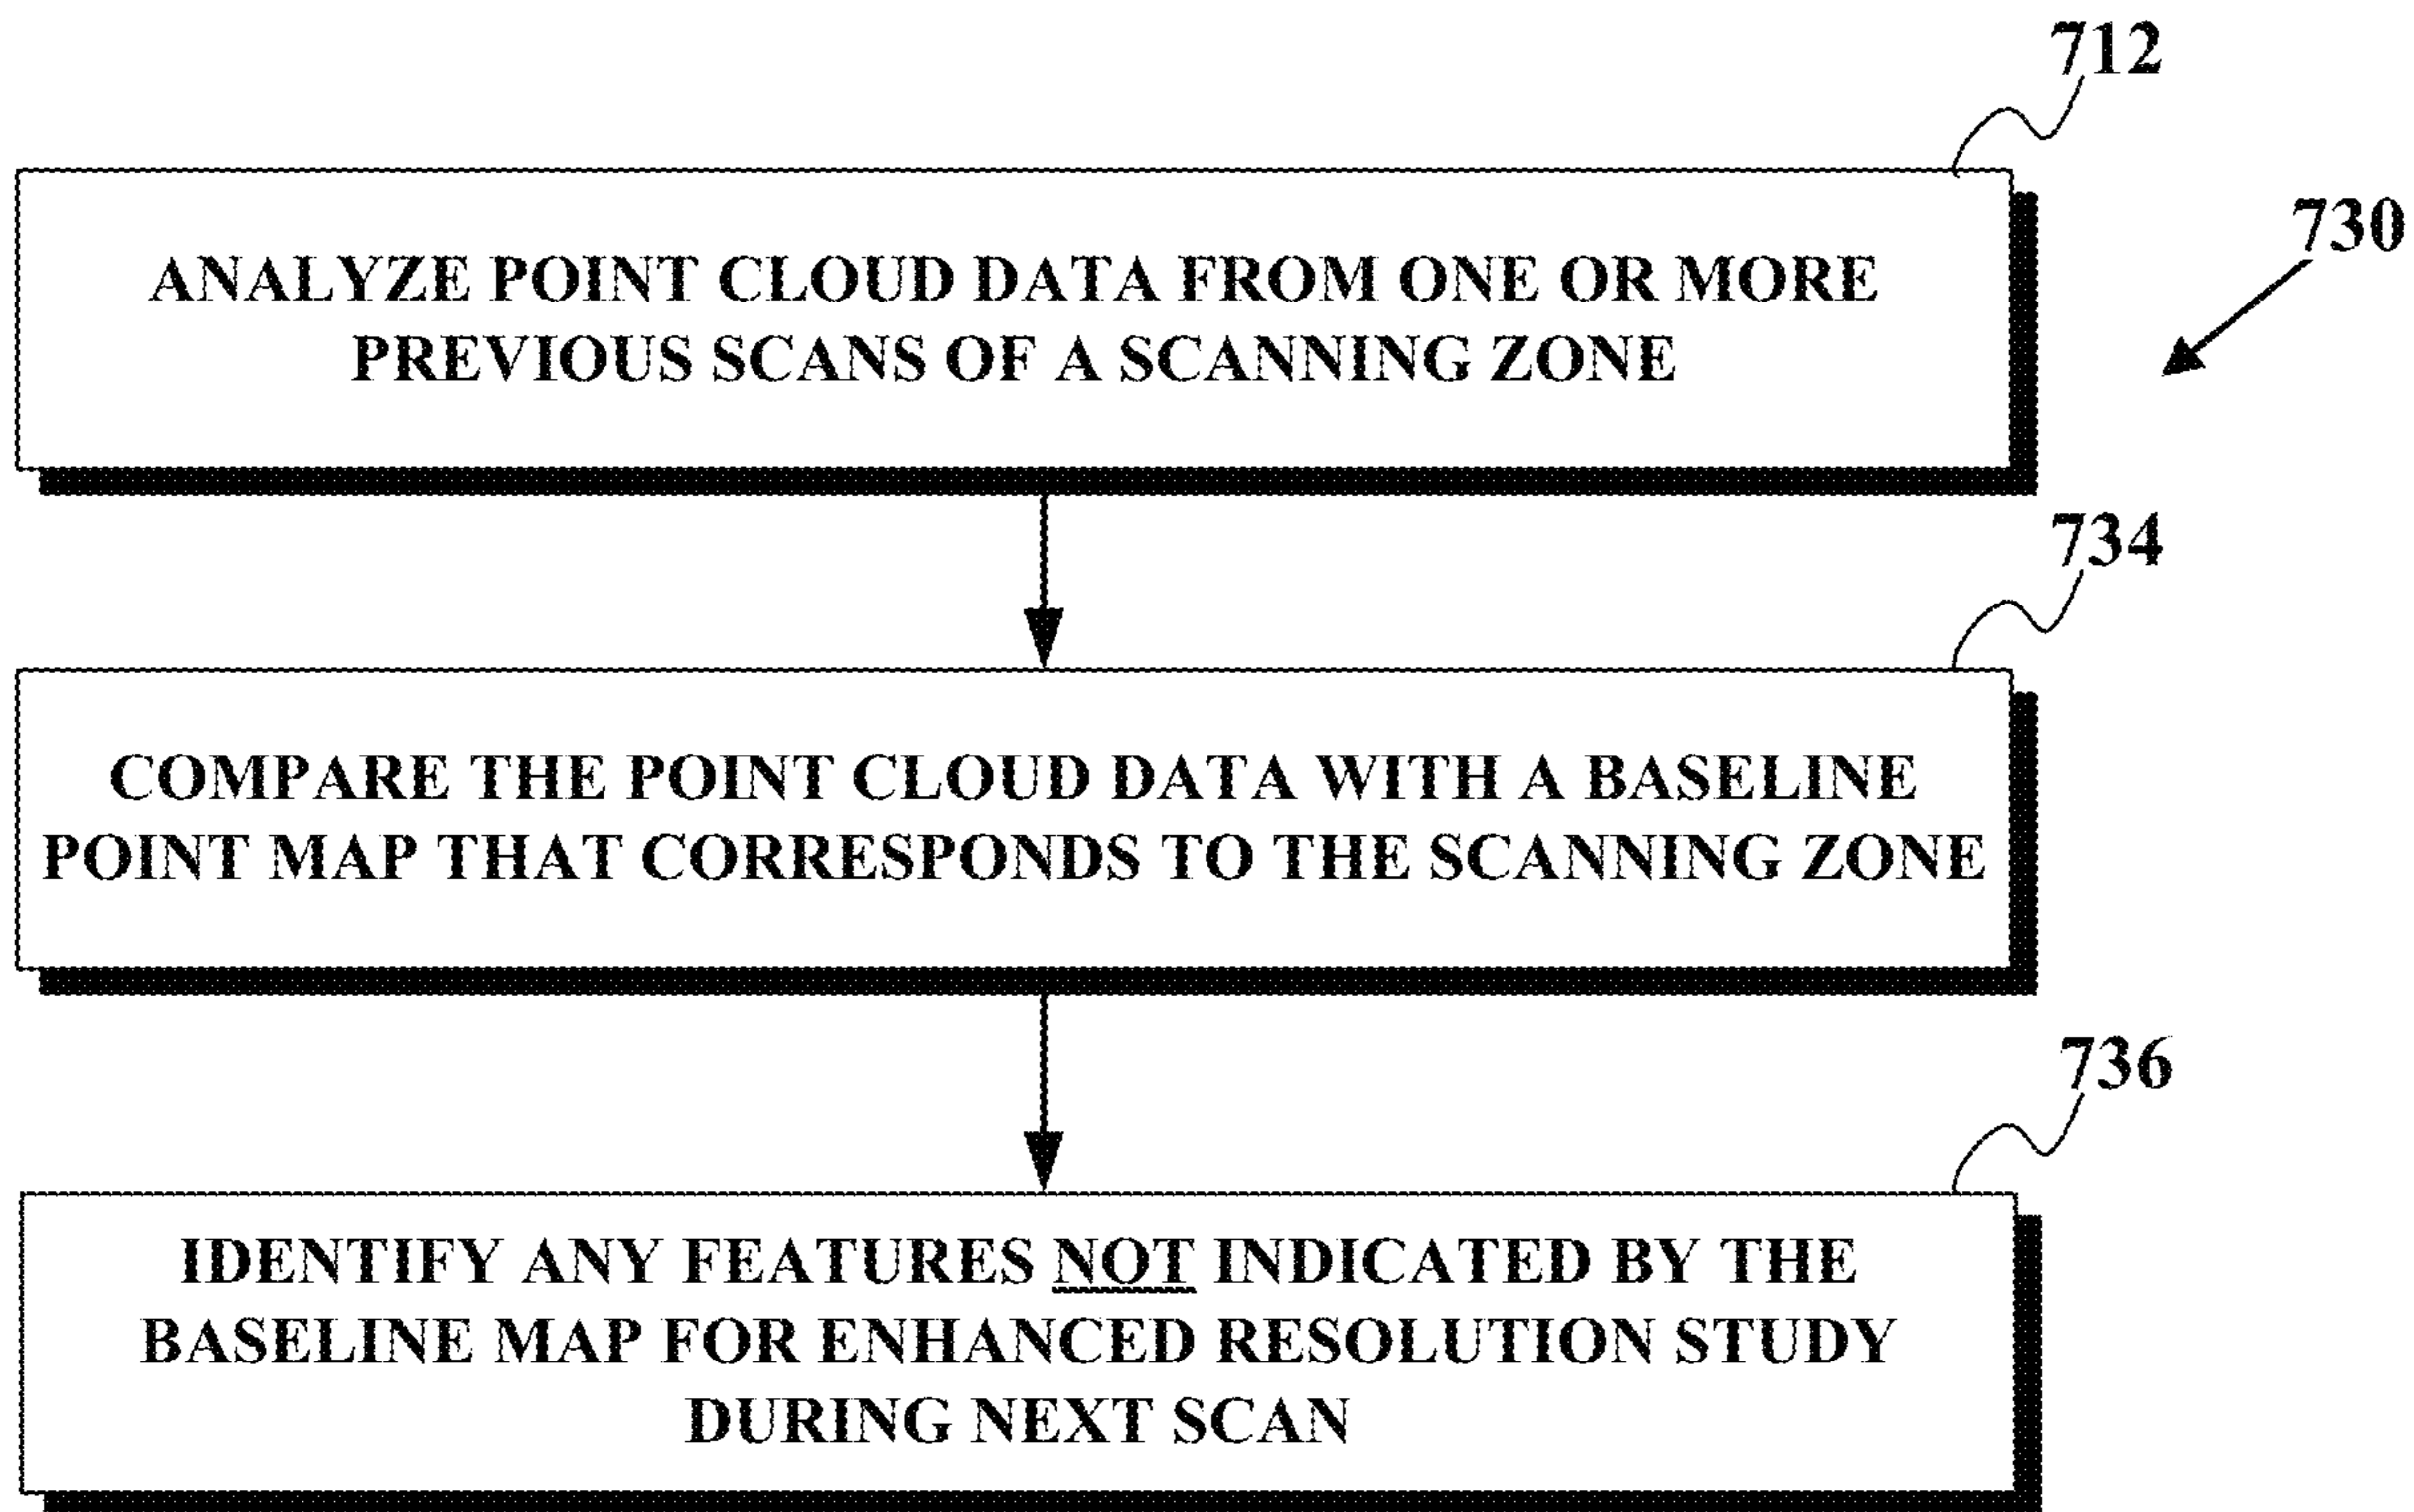 712
730
ANALYZE POINT CLOUD DATA FROM ONE OR MORE
PREVIOUS SCANS OF A SCANNING ZONE
734
COMPARE THE POINT CLOUD DATA WITH A BASELINE
POINT MAP THAT CORRESPONDS TO THE SCANNING ZONE
736
IDENTIFY ANY FEATURES NOT INDICATED BY THE
BASELINE MAP FOR ENHANCED RESOLUTION STUDY
DURING NEXT SCAN